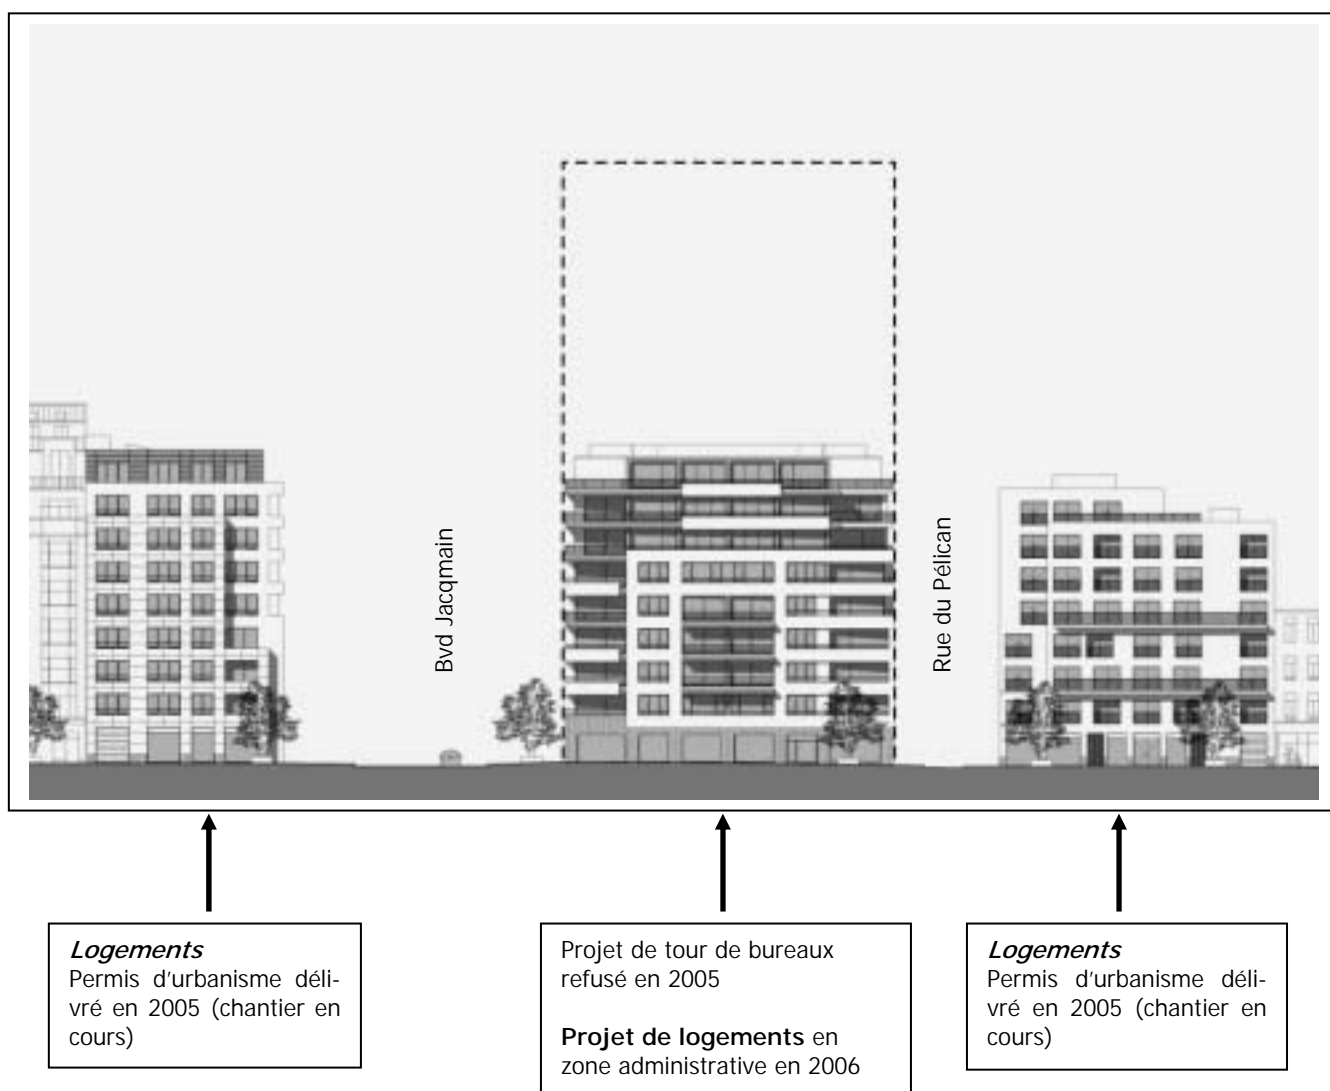 Bvd Jacqmain
Rue du Pélican
Logements
Permis d'urbanisme déli-
vré en 2005 (chantier en
cours)
Projet de tour de bureaux
refusé en 2005
Projet de logements en
zone administrative en 2006
Logements
Permis d'urbanisme déli-
vré en 2005 (chantier en
cours)